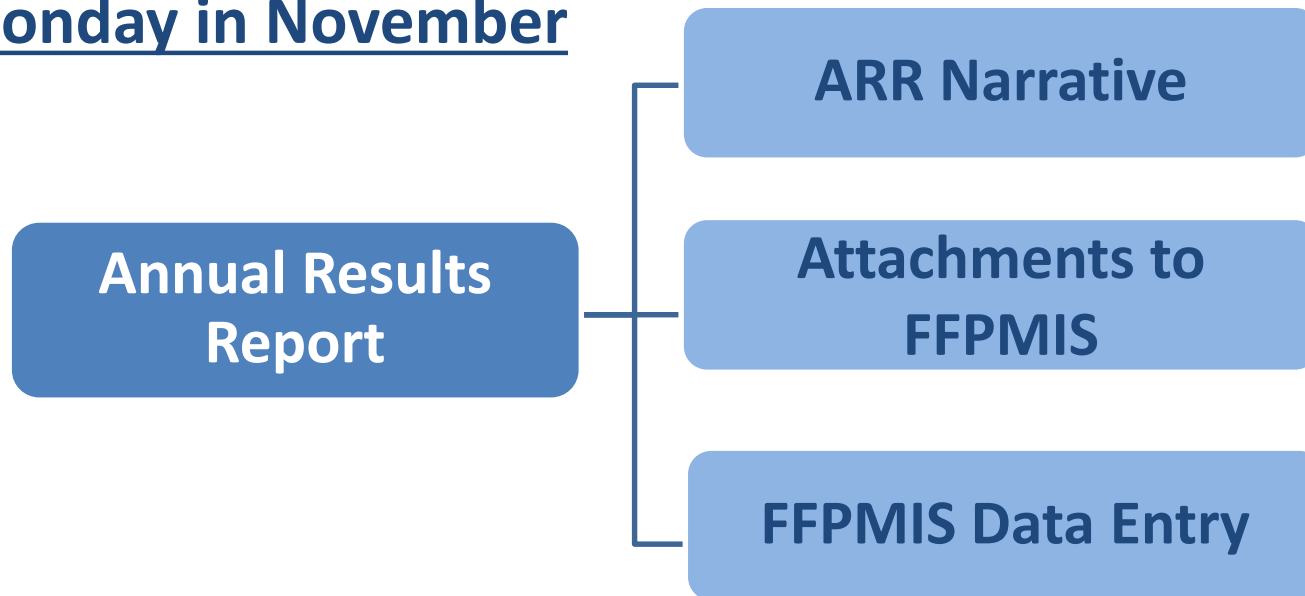 onday in November
ARR Narrative
Annual Results
Report
Attachments to
FFPMIS
FFPMIS Data Entry